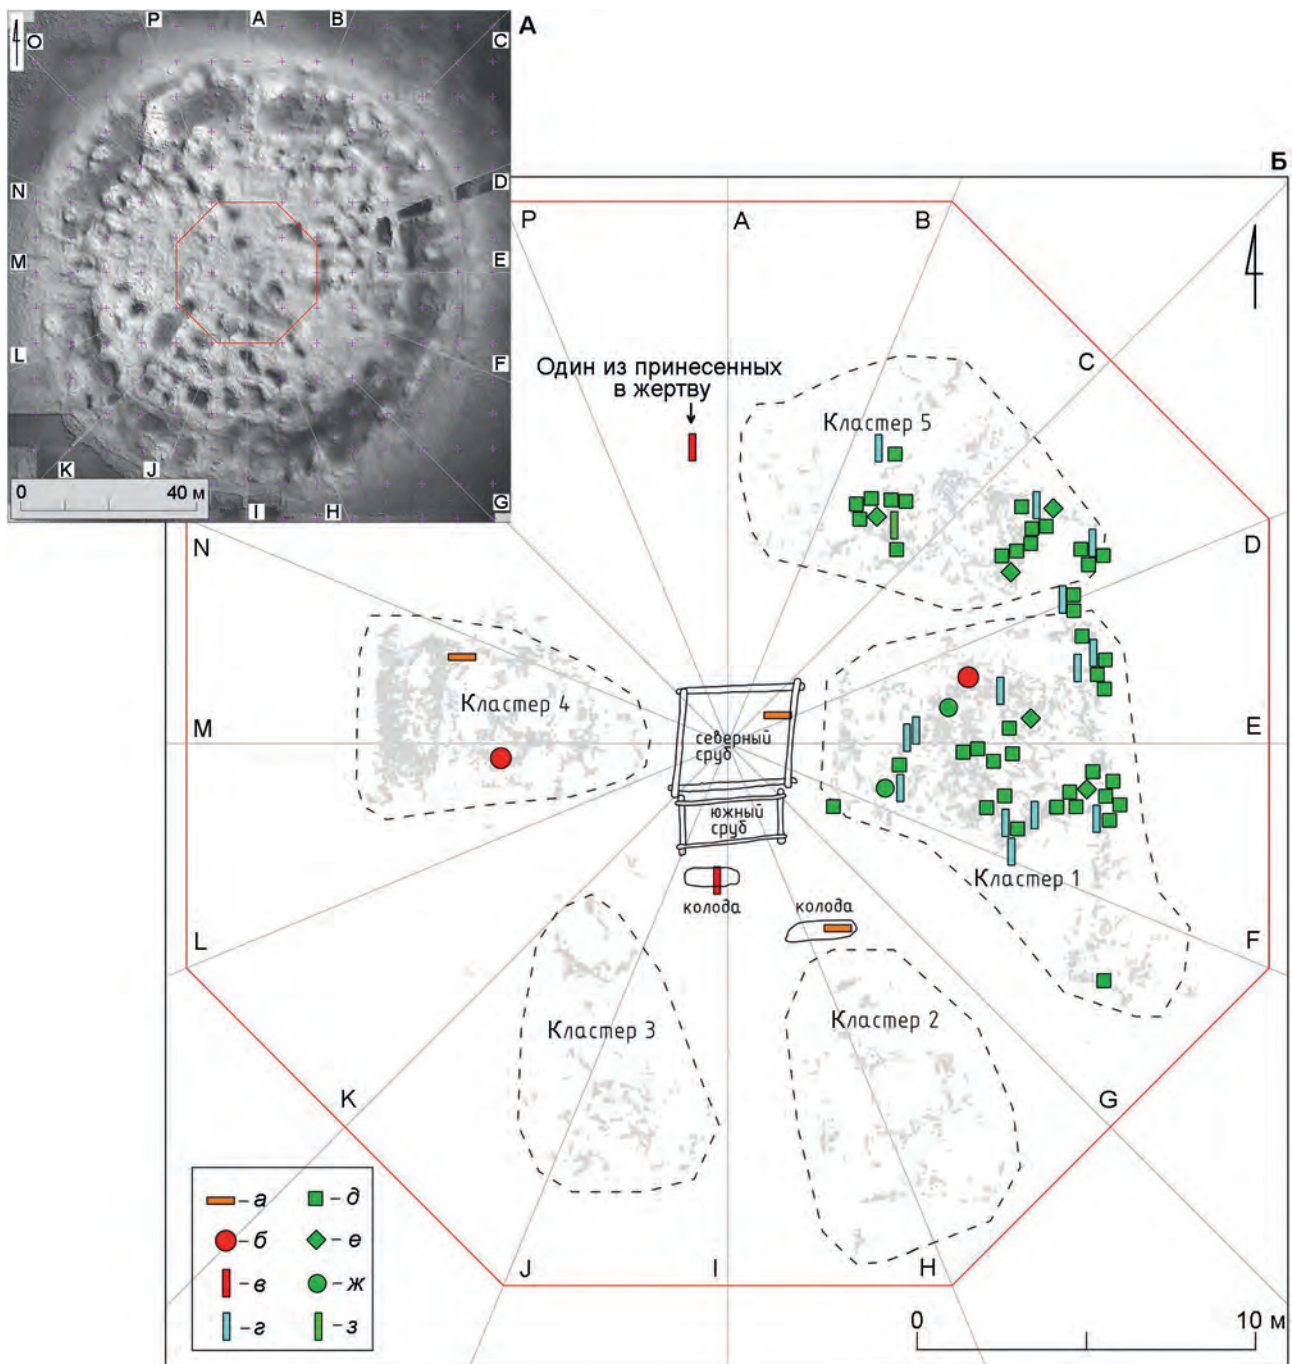 А
P
A
B
C
O
N
D
M
E
L
F
K
J
I
H
G
0
40 м
Б
P
A
B
C
D
Один из принесенных
в жертву
Кластер 5
N
Кластер 4
M
северный
сруб
E
южный
сруб
колода
колода
Кластер 1
L
F
Кластер 3
Кластер 2
K
G
J
I
H
– а
– б
– в
– г
– д
– е
– ж
– з
0
10 м